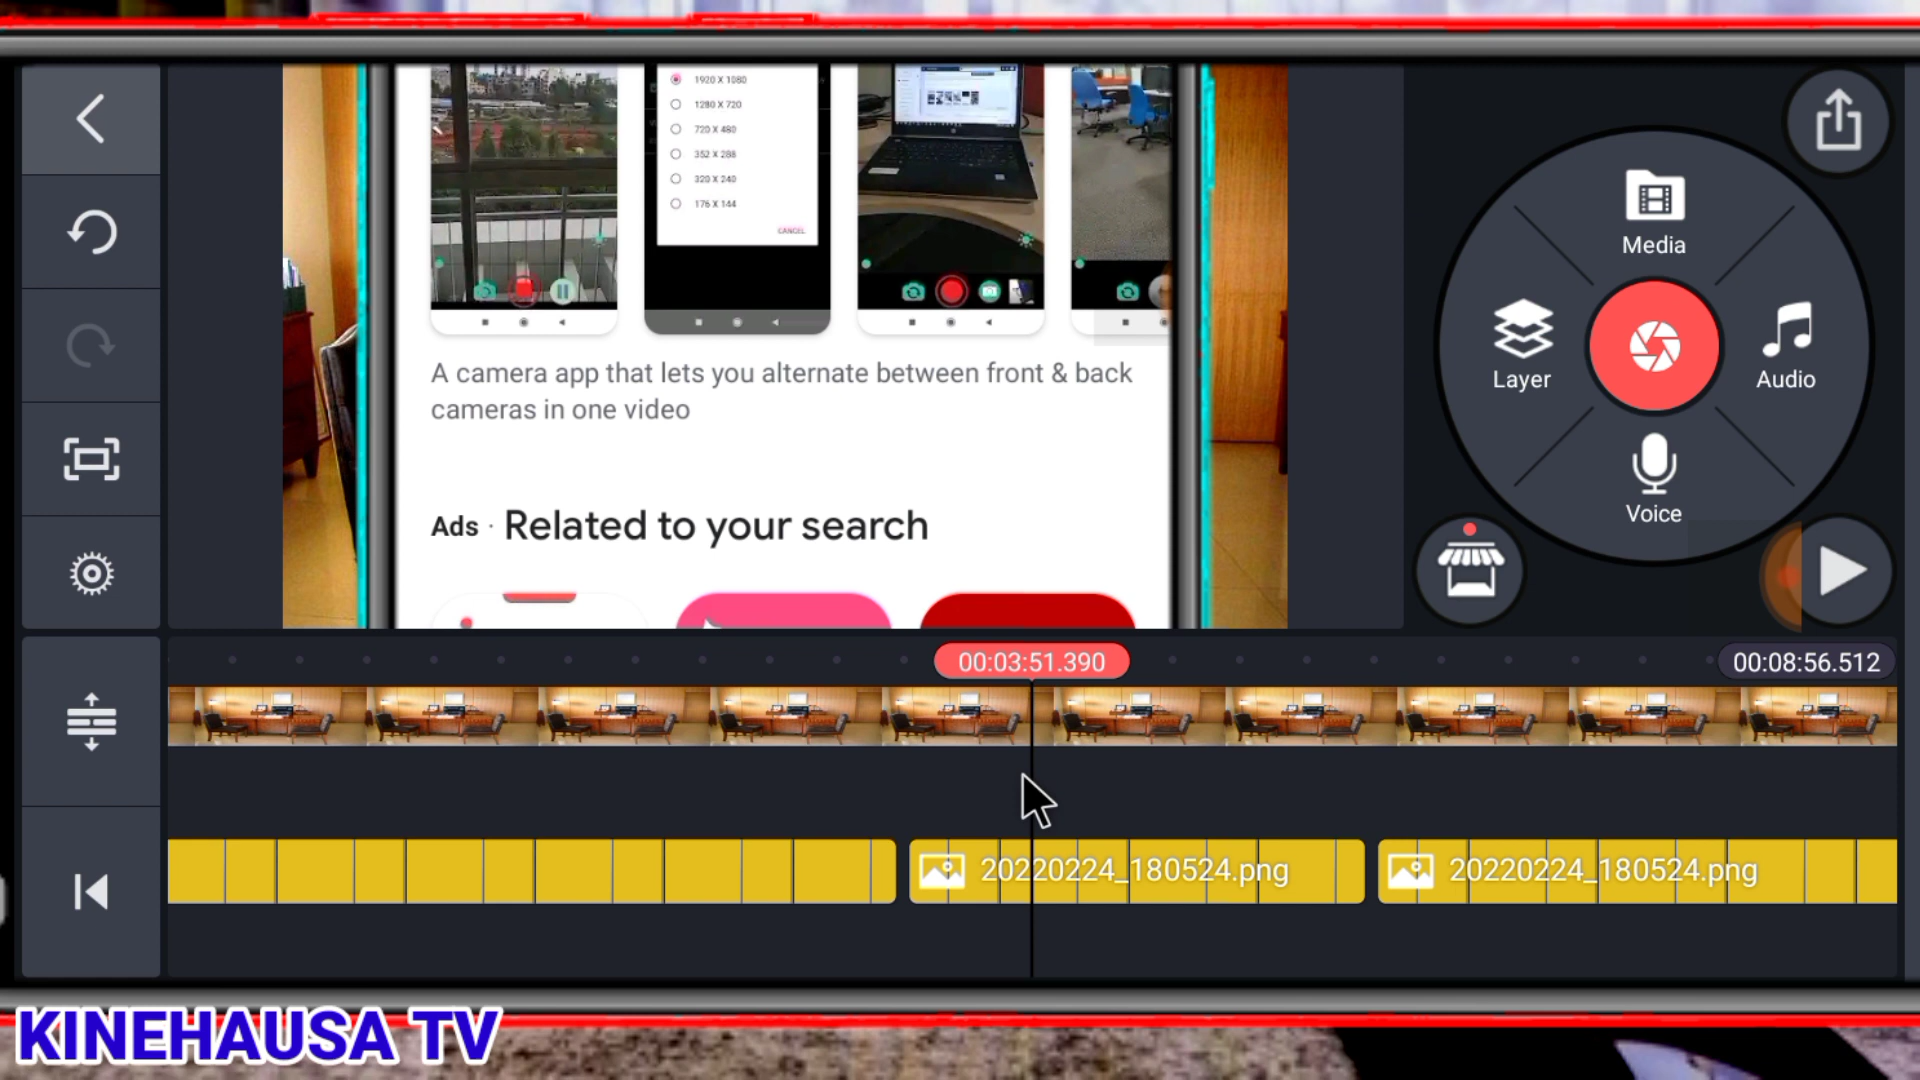 1920 X 1080
1280 X 720
720 X 480
352 X 288
320 X 240
176 X 144
CANCEL
A camera app that lets you alternate between front & back
cameras in one video
Ads · Related to your search
Media
Layer
Audio
Voice
00:03:51.390
00:08:56.512
20220224_180524.png
20220224_180524.png
KINEHAUSA TV